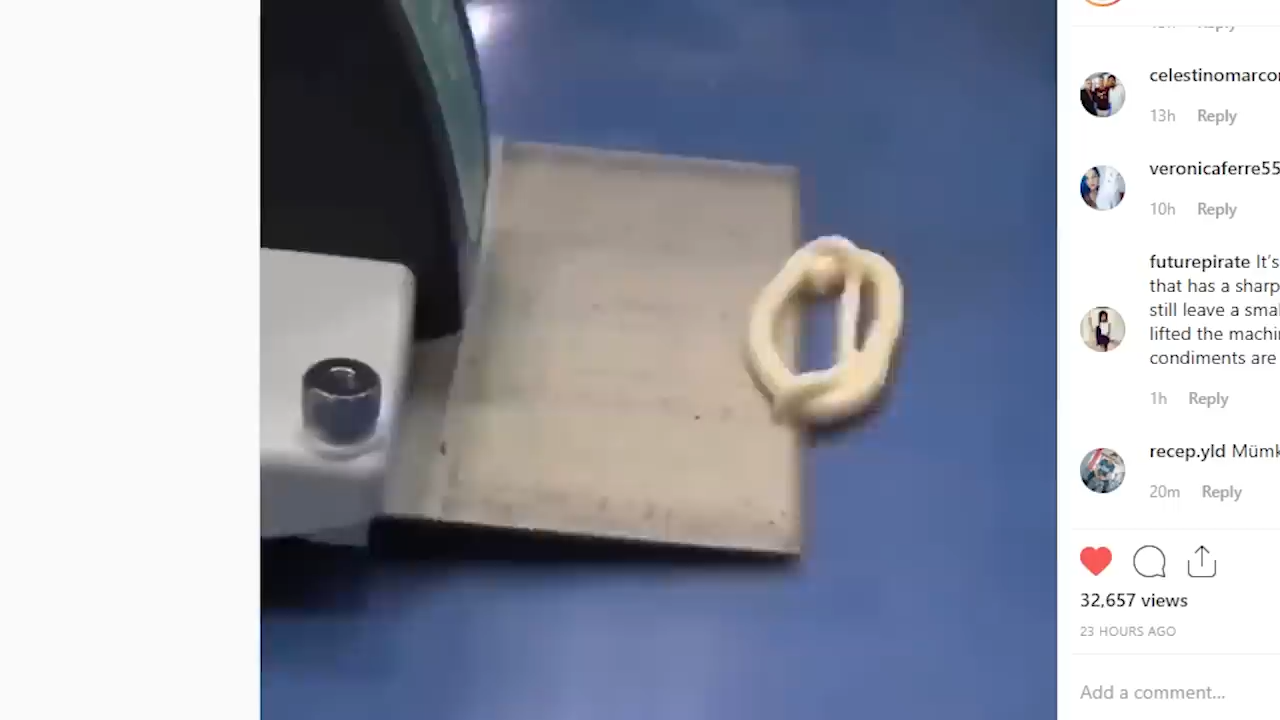 celestinomarco
13h Reply
veronicaferre55
10h Reply
futurepirate It's
that has a sharp
still leave a sma
lifted the machi
condiments are
1h Reply
recep.yld Mümk
20m Reply
32,657 views
23 HOURS AGO
Add a comment...